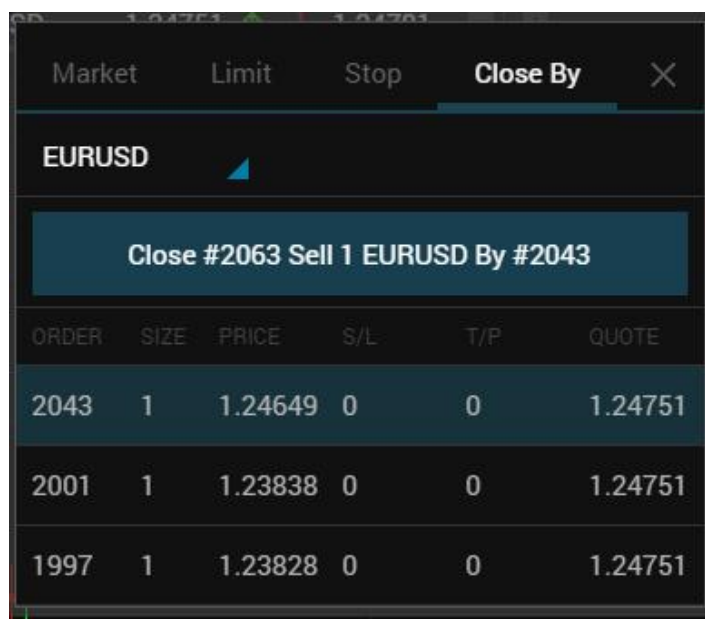 Market Limit Stop Close By
EURUSD
Close #2063 Sell 1 EURUSD By #2043
ORDER SIZE PRICE S/L T/P QUOTE
2043 1 1.24649 0 0 1.24751
2001 1 1.23838 0 0 1.24751
1997 1 1.23828 0 0 1.24751